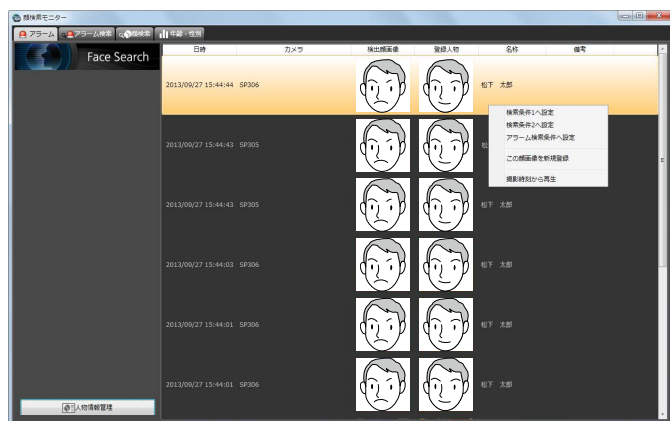 顔検索モニター
アラーム アラーム検索 顔検索 年齢・性別
Face Search
日時 カメラ 検出顔画像 登録人物 名称 備考
2013/09/27 15:44:44 SP306 松下 太郎
検索条件1へ設定
検索条件2へ設定
アラーム検索条件へ設定
この顔画像を新規登録
撮影時刻から再生
2013/09/27 15:44:43 SP305 松
2013/09/27 15:44:43 SP305 松下 太郎
2013/09/27 15:44:03 SP306 松下 太郎
2013/09/27 15:44:01 SP306 松下 太郎
2013/09/27 15:44:01 SP306 松下 太郎
人物情報管理